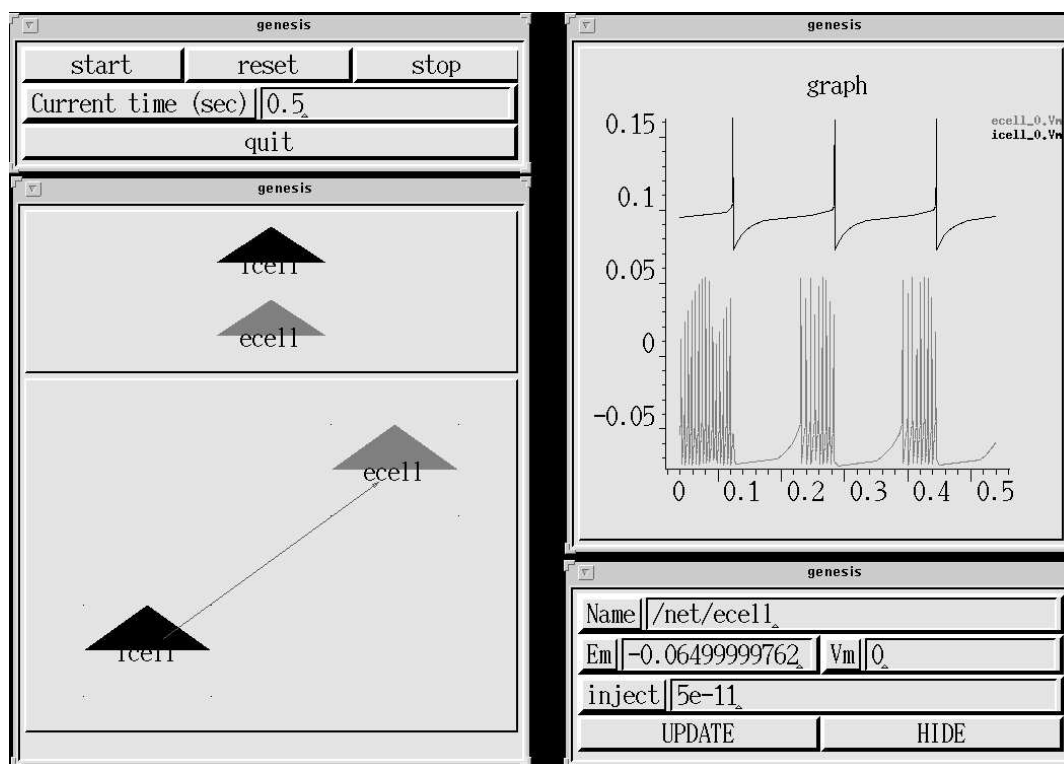 genesis
start reset stop
Current time (sec) 0.5
quit
genesis
icell
ecell
ecell
icell
genesis
graph
ecell_0.Vm
icell_0.Vm
0.15
0.1
0.05
0
-0.05
0 0.1 0.2 0.3 0.4 0.5
genesis
Name /net/ecell
Em -0.06499999762 Vm 0
inject 5e-11
UPDATE HIDE